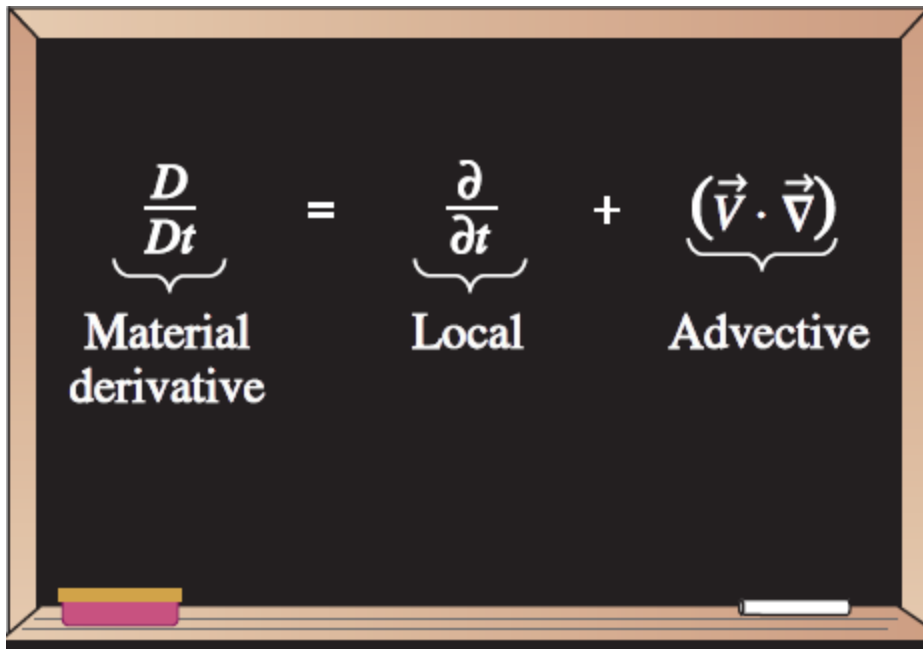 D/Dt = ∂/∂t + (V⃗ · ∇⃗)
Material derivative
Local
Advective